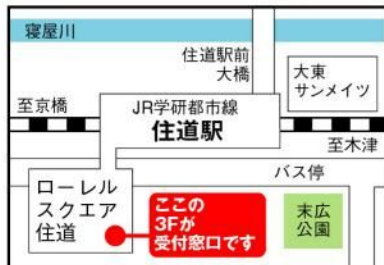 寝屋川
住道駅前
大橋
大東
サンメイツ
至京橋
JR学研都市線
住道駅
至木津
バス停
ローレル
スクエア
住道
ここの
3Fが
受付窓口です
末広
公園